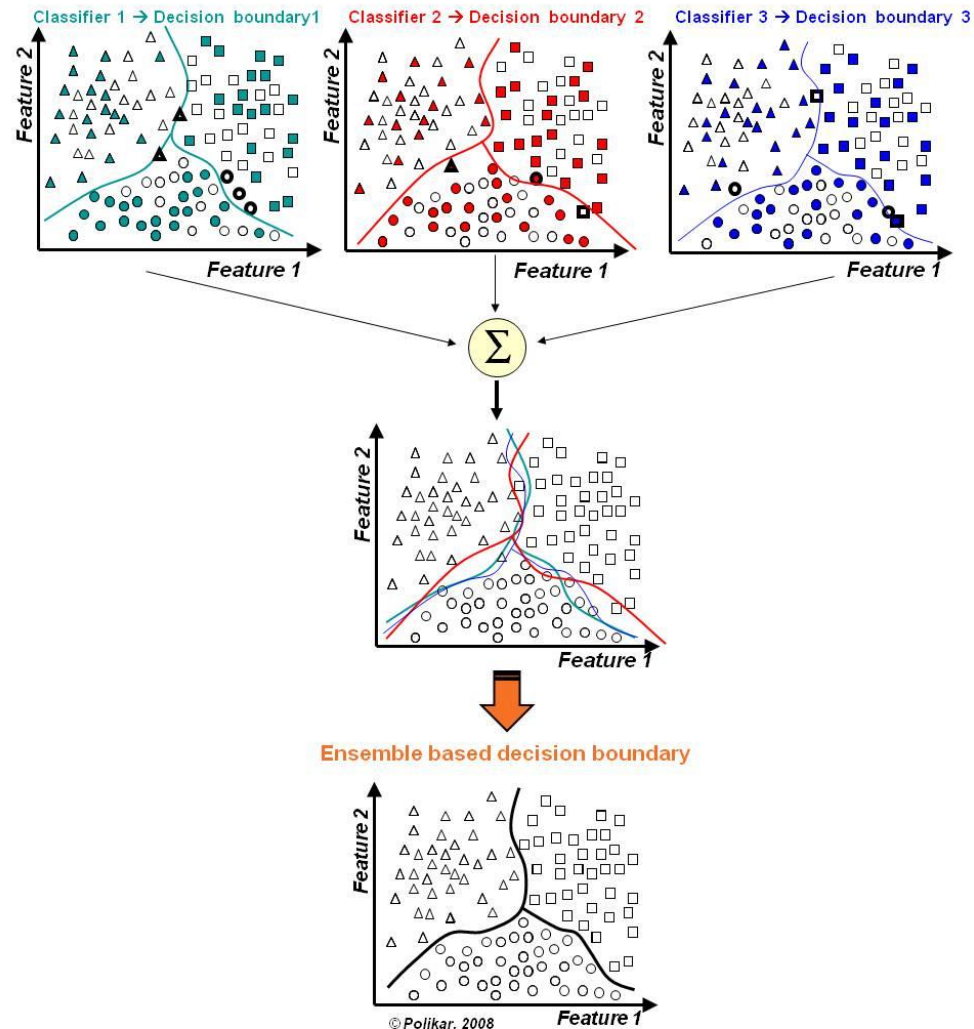 Classifier 1 → Decision boundary1
Classifier 2 → Decision boundary 2
Classifier 3 → Decision boundary 3
Feature 2
Feature 1
Feature 2
Feature 1
Feature 2
Feature 1
Σ
Feature 2
Feature 1
Ensemble based decision boundary
Feature 2
Feature 1
© Polikar, 2008